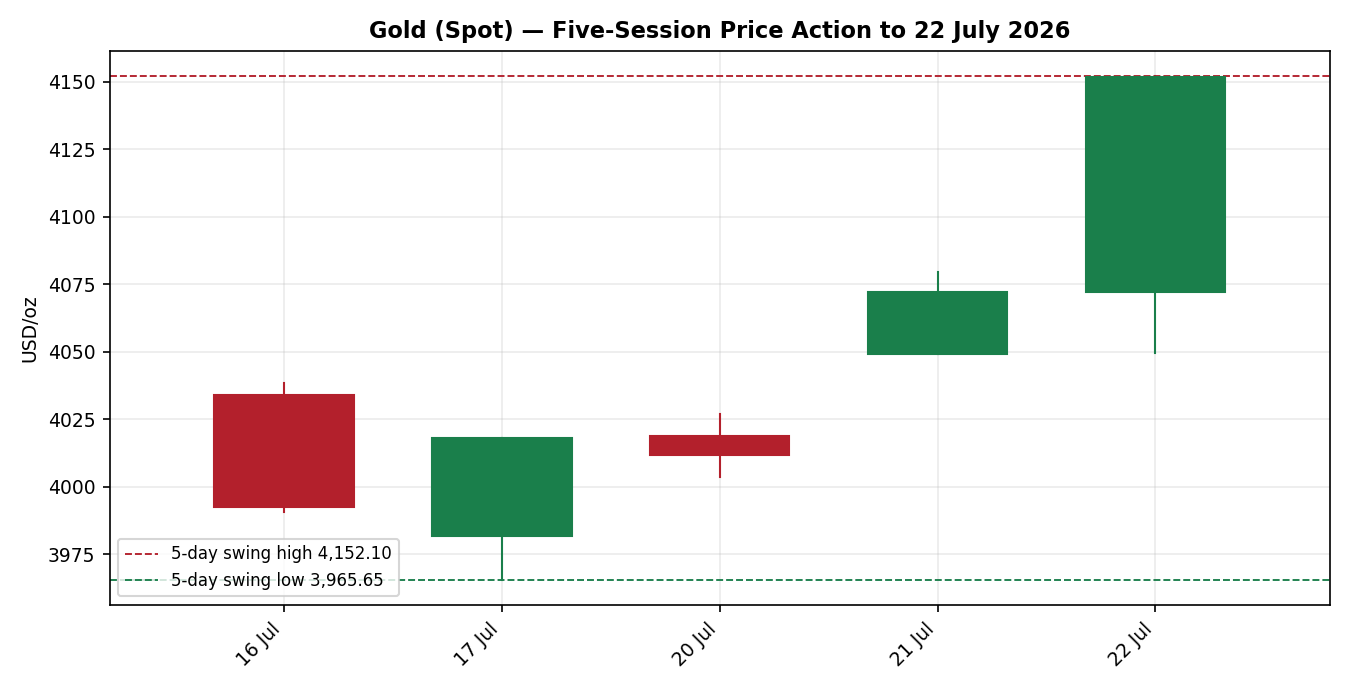 Gold (Spot) — Five-Session Price Action to 22 July 2026
USD/oz
4150
4125
4100
4075
4050
4025
4000
3975
5-day swing high 4,152.10
5-day swing low 3,965.65
16 Jul
17 Jul
20 Jul
21 Jul
22 Jul